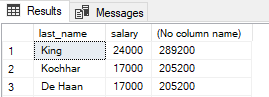 Results Messages
last_name salary (No column name)
1 King 24000 289200
2 Kochhar 17000 205200
3 De Haan 17000 205200